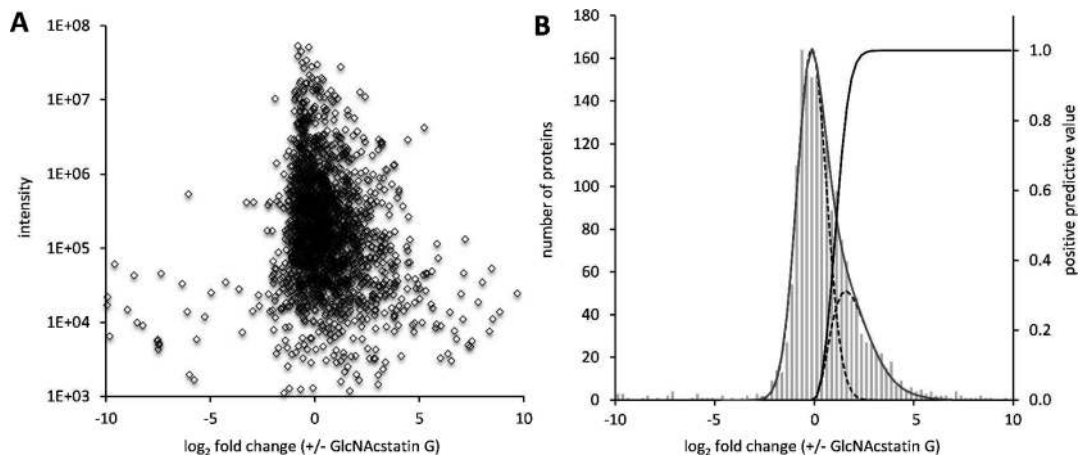 A
1E+08
1E+07
1E+06
1E+05
1E+04
1E+03
intensity
-10 -5 0 5 10
log₂ fold change (+/- GlcNAcstatin G)
B
180
160
140
120
100
80
60
40
20
0
number of proteins
1.0
0.8
0.6
0.4
0.2
0.0
positive predictive value
-10 -5 0 5 10
log₂ fold change (+/- GlcNAcstatin G)